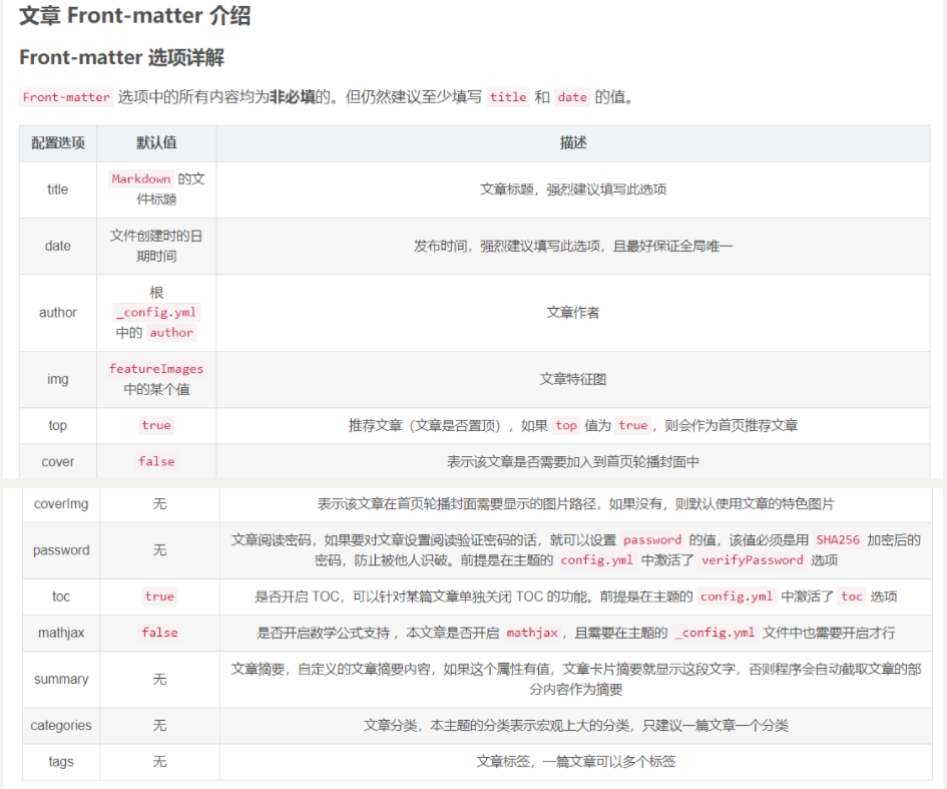 文章 Front-matter 介绍
Front-matter 选项详解
Front-matter 选项中的所有内容均为非必填的。但仍然建议至少填写 title 和 date 的值。
配置选项 默认值 描述
title Markdown 的文件标题 文章标题，强烈建议填写此选项
date 文件创建时的日期时间 发布时间，强烈建议填写此选项，且最好保证全局唯一
author 根 _config.yml 中的 author 文章作者
img featureImages 中的某个值 文章特征图
top true 推荐文章（文章是否置顶），如果 top 值为 true，则会作为首页推荐文章
cover false 表示该文章是否需要加入到首页轮播封面中
coverImg 无 表示该文章在首页轮播封面需要显示的图片路径，如果没有，则默认使用文章的特色图片
password 无 文章阅读密码，如果要对文章设置阅读验证密码的话，就可以设置 password 的值，该值必须是用 SHA256 加密后的密码，防止被他人识破。前提是在主题的 config.yml 中激活了 verifyPassword 选项
toc true 是否开启 TOC，可以针对某篇文章单独关闭 TOC 的功能。前提是在主题的 config.yml 中激活了 toc 选项
mathjax false 是否开启数学公式支持 ，本文章是否开启 mathjax，且需要在主题的 _config.yml 文件中也需要开启才行
summary 无 文章摘要，自定义的文章摘要内容，如果这个属性有值，文章卡片摘要就显示这段文字，否则程序会自动截取文章的部分内容作为摘要
categories 无 文章分类，本主题的分类表示宏观上大的分类，只建议一篇文章一个分类
tags 无 文章标签，一篇文章可以多个标签